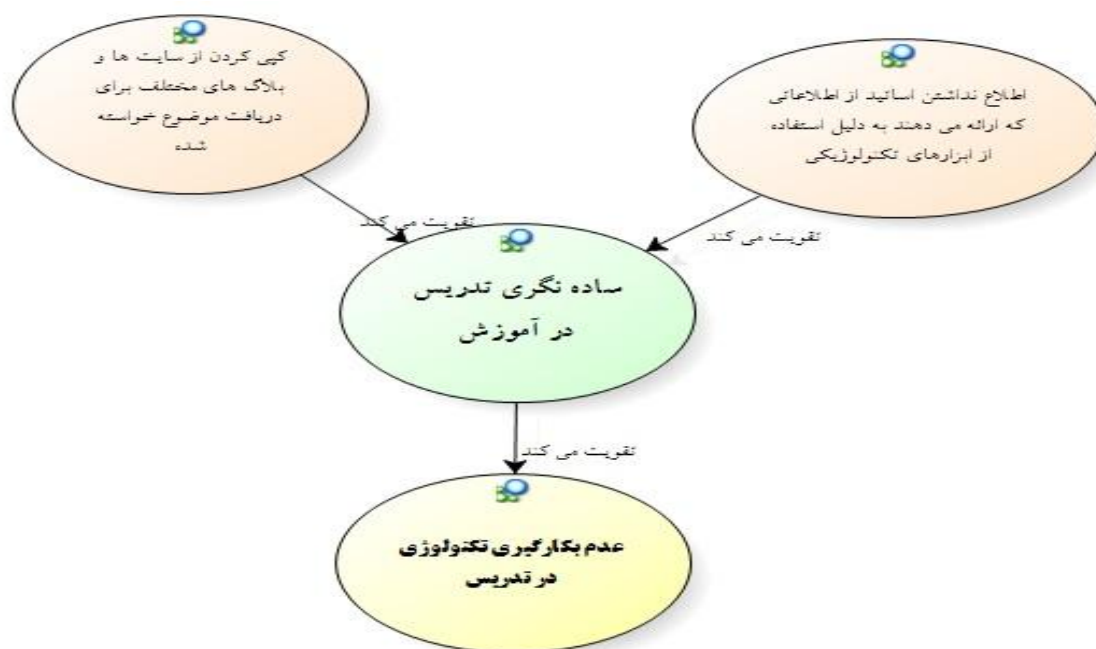 کپی کردن از سایت ها و
بلاگ های مختلف برای
دریافت موضوع خواسته
شده
اطلاع نداشتن اساتید از اطلاعاتی
که ارائه می دهند به دلیل استفاده
از ابزارهای تکنولوژیکی
تقویت می کند
تقویت می کند
ساده نگری تدریس
در آموزش
تقویت می کند
عدم بکارگیری تکنولوژی
در تدریس